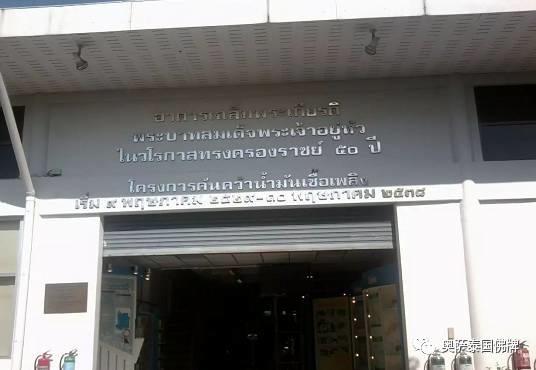 อาคารเฉลิมพระเกียรติ
พระบาทสมเด็จพระเจ้าอยู่หัว
ในวโรกาสทรงครองราชย์ ๕๐ ปี
โครงการค้นคว้าน้ำมันเชื้อเพลิง
เริ่ม ๙ พฤษภาคม ๒๕๒๙-๑๐ พฤษภาคม ๒๕๓๘
奥萨泰国佛牌